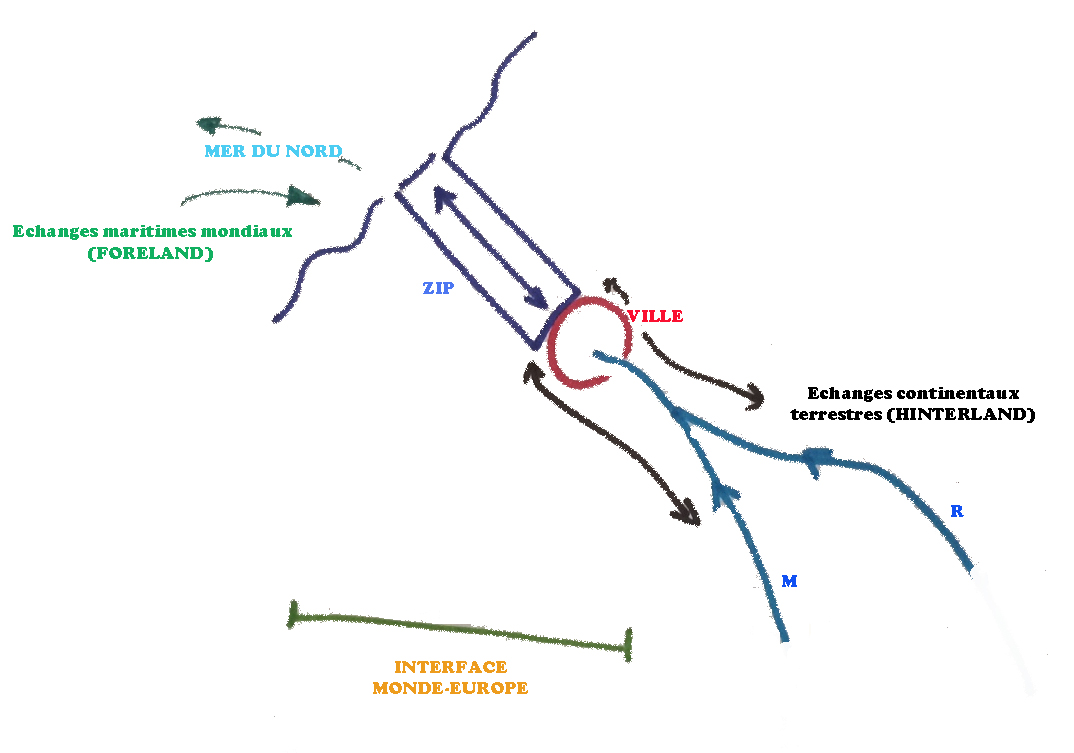 MER DU NORD
Echanges maritimes mondiaux
(FORELAND)
ZIP
VILLE
Echanges continentaux
terrestres (HINTERLAND)
R
M
INTERFACE
MONDE-EUROPE